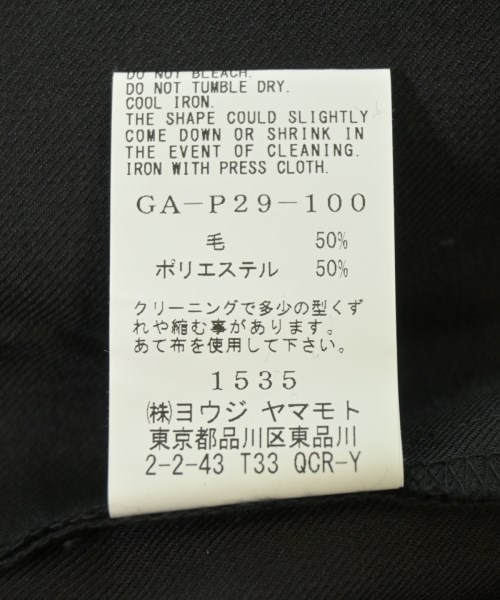 DO NOT BLEACH.
DO NOT TUMBLE DRY.
COOL IRON.
THE SHAPE COULD SLIGHTLY
COME DOWN OR SHRINK IN
THE EVENT OF CLEANING.
IRON WITH PRESS CLOTH.
GA-P29-100
毛 50%
ポリエステル 50%
クリーニングで多少の型くず
れや縮む事があります。
あて布を使用して下さい。
1535
㈱ヨウジ ヤマモト
東京都品川区東品川
2-2-43 T33 QCR-Y